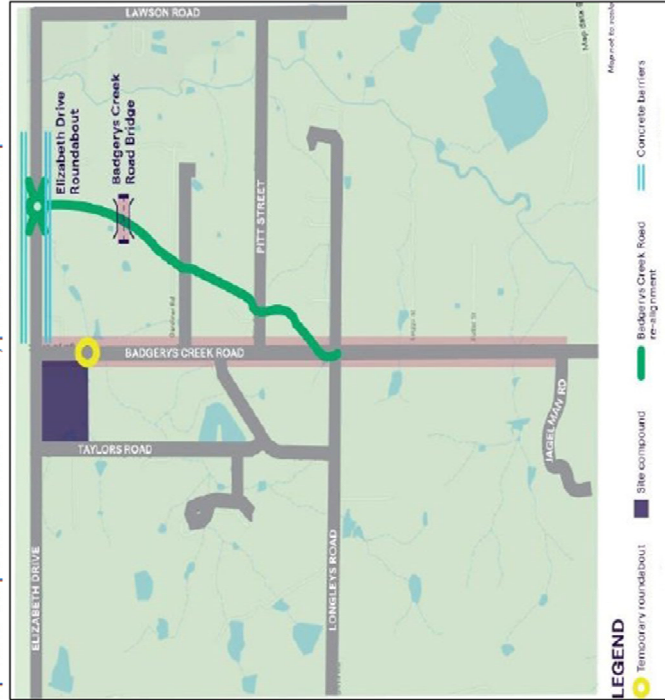 LAWSON ROAD
Elizabeth Drive
Roundabout
Badgerys Creek
Road Bridge
PITT STREET
BADGERYS CREEK ROAD
TAYLORS ROAD
ELIZABETH DRIVE
LONGLEYS ROAD
JAGELMAN RD
Map data
Map not to scale
LEGEND
Temporary roundabout
Site compound
Badgerys Creek Road
re-alignment
Concrete barriers